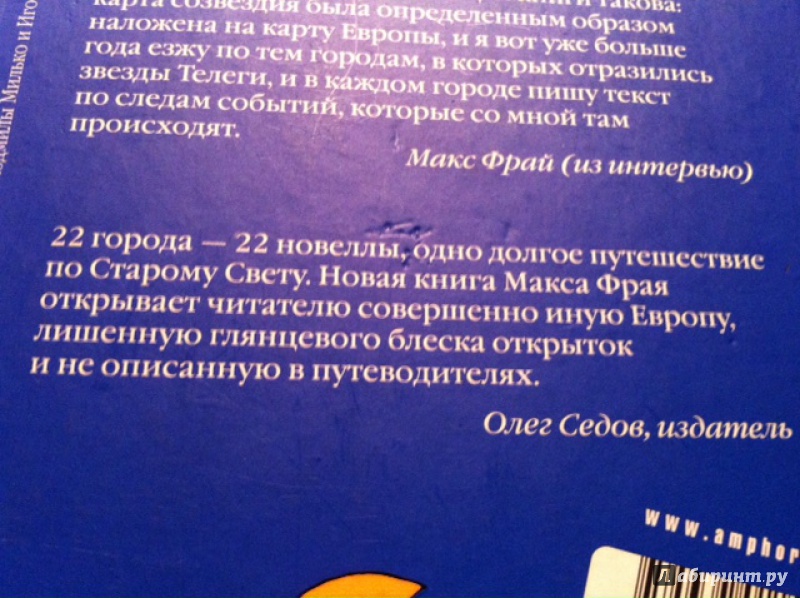 и такова:
карта созвездия была определенным образом
наложена на карту Европы, и я вот уже больше
года езжу по тем городам, в которых отразились
звезды Телеги, и в каждом городе пишу текст
по следам событий, которые со мной там
происходят.
Макс Фрай (из интервью)
22 города — 22 новеллы, одно долгое путешествие
по Старому Свету. Новая книга Макса Фрая
открывает читателю совершенно иную Европу,
лишенную глянцевого блеска открыток
и не описанную в путеводителях.
Олег Седов, издатель
www.amphor
Лабиринт.ру
Милько и